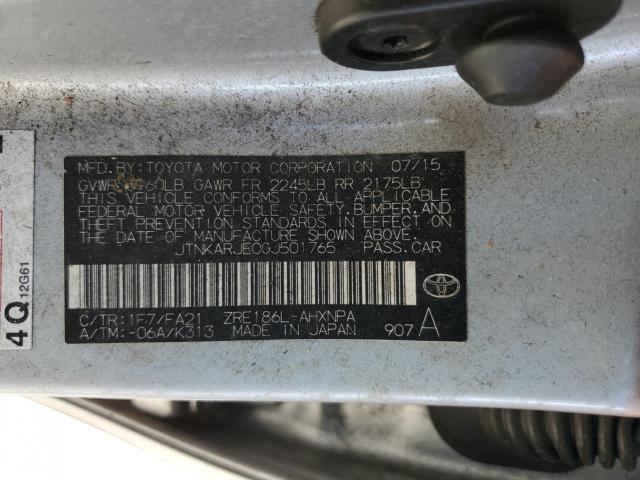 MFD.BY:TOYOTA MOTOR CORPORATION 07/15
GAWR FR 2245LB RR 2175LB
THIS VEHICLE CONFORMS TO ALL APPLICABLE
FEDERAL MOTOR VEHICLE SAFETY,BUMPER,AND
THEFT PREVENTION STANDARDS IN EFFECT ON
THE DATE OF MANUFACTURE SHOWN ABOVE.
JTNKARJE0GJ501765 PASS.CAR
C/TR:1F7/FA21 ZRE186L-AHXNPA
A/TM:-06A/K313 MADE IN JAPAN 907 A
4Q 12G61